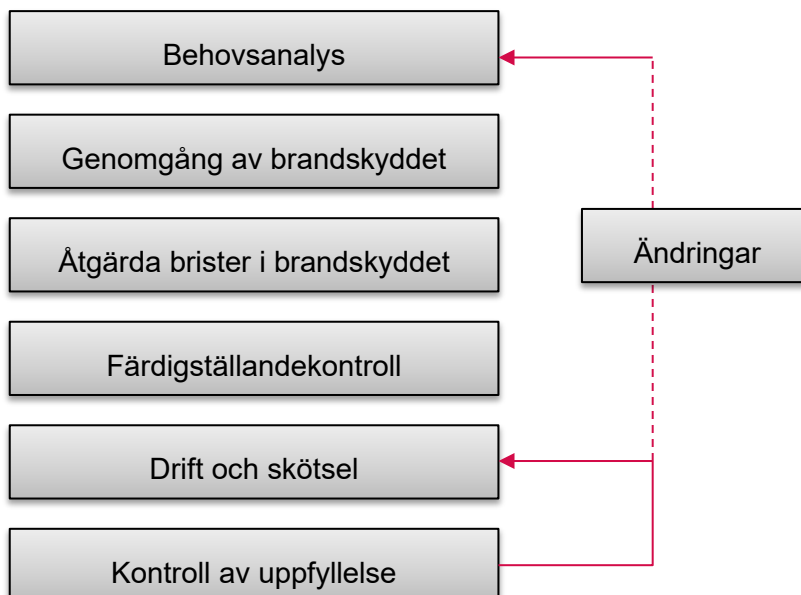 Behovsanalys
Genomgång av brandskyddet
Åtgärda brister i brandskyddet
Ändringar
Färdigställandekontroll
Drift och skötsel
Kontroll av uppfyllelse